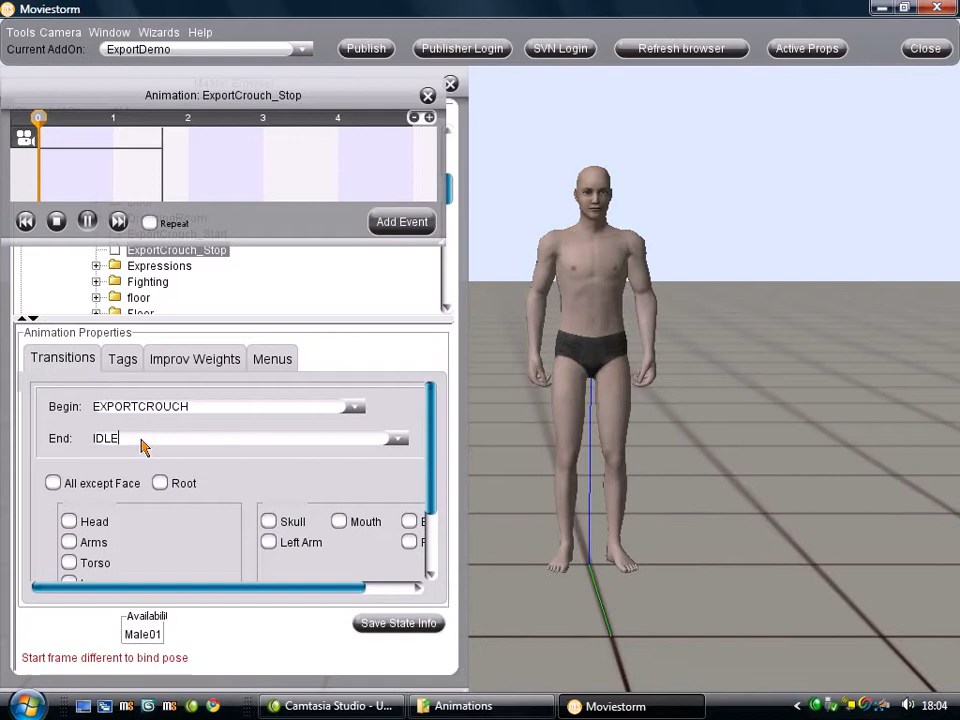 Moviestorm
Tools Camera Window Wizards Help
Current AddOn: ExportDemo Publish Publisher Login SVN Login Refresh browser Active Props Close
Animation: ExportCrouch_Stop
0 1 2 3 4
Repeat Add Event
ExportCrouch_Stop
Expressions
Fighting
floor
Animation Properties
Transitions Tags Improv Weights Menus
Begin: EXPORTCROUCH
End: IDLE
All except Face Root
Head Skull Mouth
Arms Left Arm
Torso
Male01 Save State Info
Start frame different to bind pose
Camtasia Studio - U... Animations Moviestorm 18:04